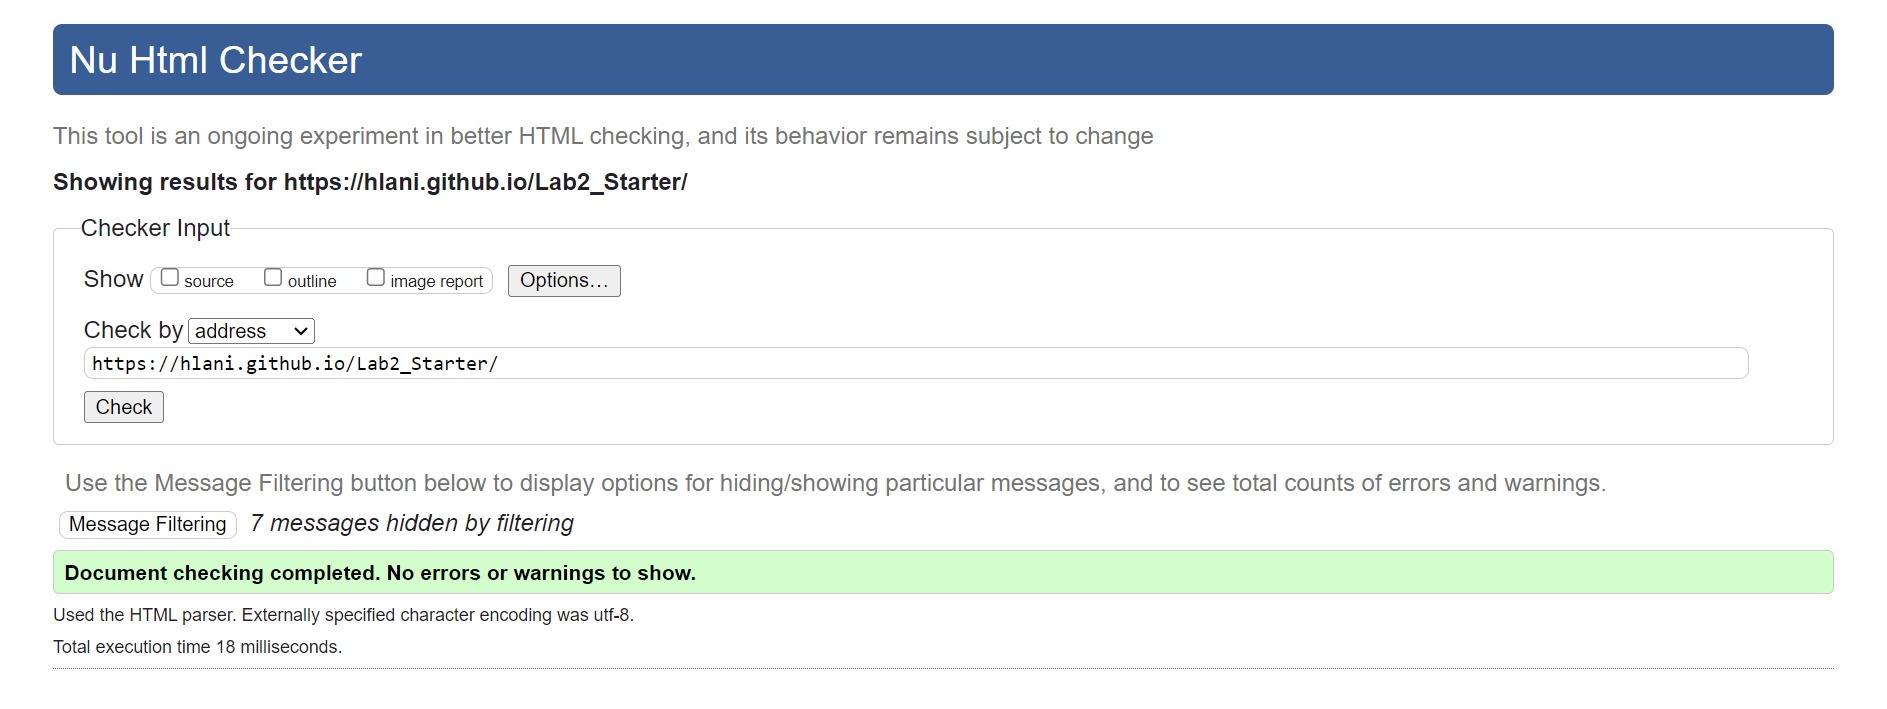 Nu Html Checker
This tool is an ongoing experiment in better HTML checking, and its behavior remains subject to change
Showing results for https://hlani.github.io/Lab2_Starter/
Checker Input
Show source outline image report Options...
Check by address
https://hlani.github.io/Lab2_Starter/
Check
Use the Message Filtering button below to display options for hiding/showing particular messages, and to see total counts of errors and warnings.
Message Filtering 7 messages hidden by filtering
Document checking completed. No errors or warnings to show.
Used the HTML parser. Externally specified character encoding was utf-8.
Total execution time 18 milliseconds.